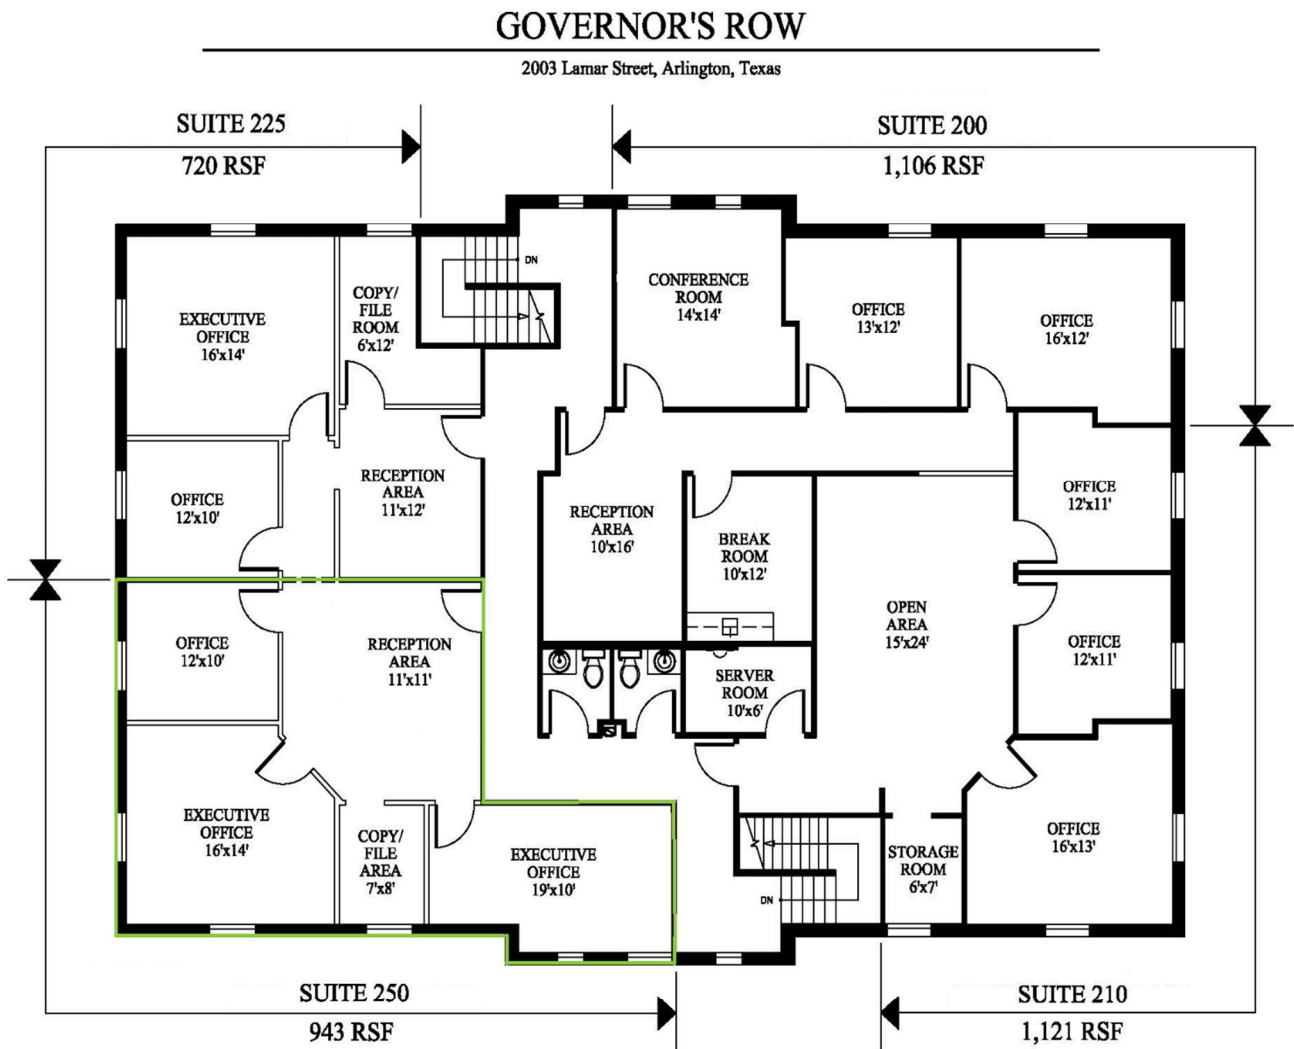 GOVERNOR'S ROW
2003 Lamar Street, Arlington, Texas
SUITE 225
720 RSF
SUITE 200
1,106 RSF
EXECUTIVE
OFFICE
16'x14'
COPY/
FILE
ROOM
6'x12'
DN
CONFERENCE
ROOM
14'x14'
OFFICE
13'x12'
OFFICE
16'x12'
OFFICE
12'x10'
RECEPTION
AREA
11'x12'
RECEPTION
AREA
10'x16'
BREAK
ROOM
10'x12'
OFFICE
12'x11'
OFFICE
12'x10'
RECEPTION
AREA
11'x11'
SERVER
ROOM
10'x6'
OPEN
AREA
15'x24'
OFFICE
12'x11'
EXECUTIVE
OFFICE
16'x14'
COPY/
FILE
AREA
7'x8'
EXECUTIVE
OFFICE
19'x10'
DN
STORAGE
ROOM
6'x7'
OFFICE
16'x13'
SUITE 250
943 RSF
SUITE 210
1,121 RSF